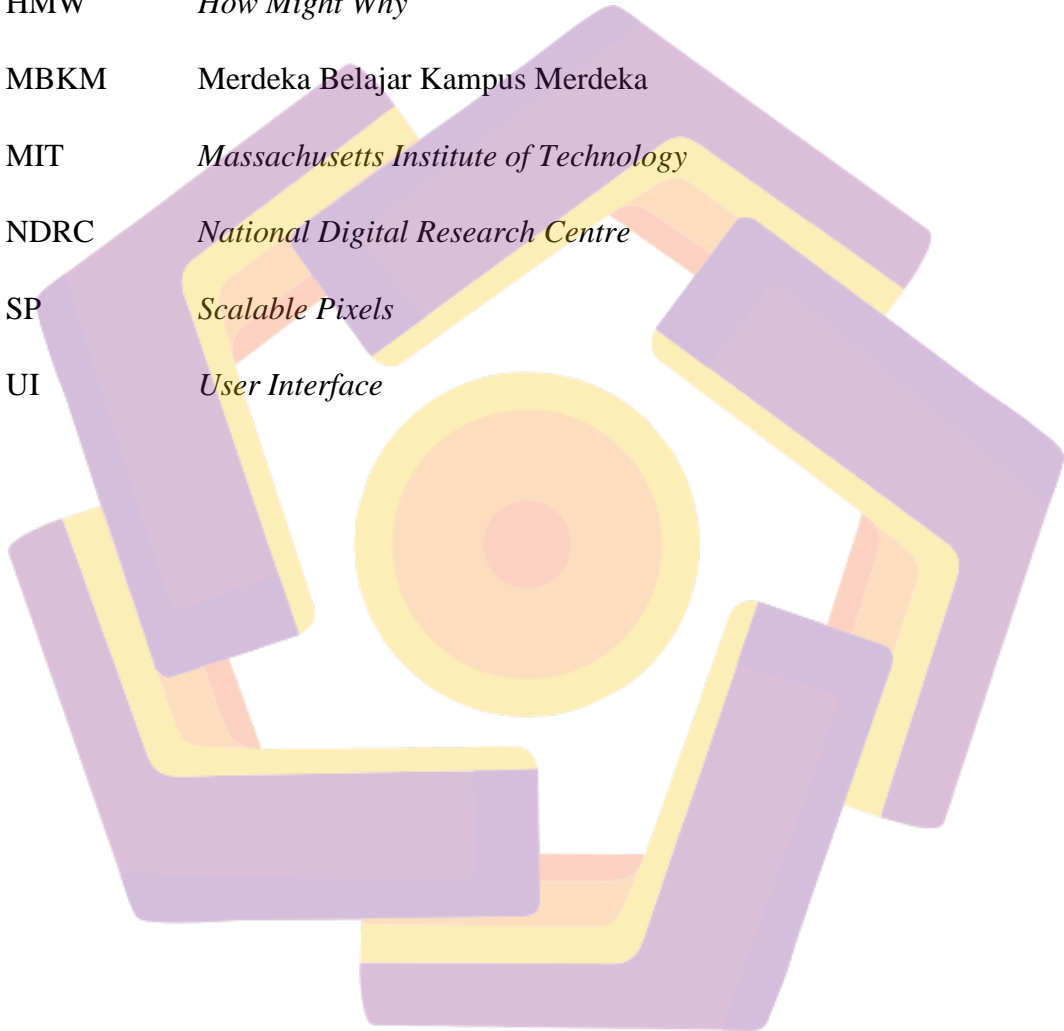 HMW How Might Why
MBKM Merdeka Belajar Kampus Merdeka
MIT Massachusetts Institute of Technology
NDRC National Digital Research Centre
SP Scalable Pixels
UI User Interface